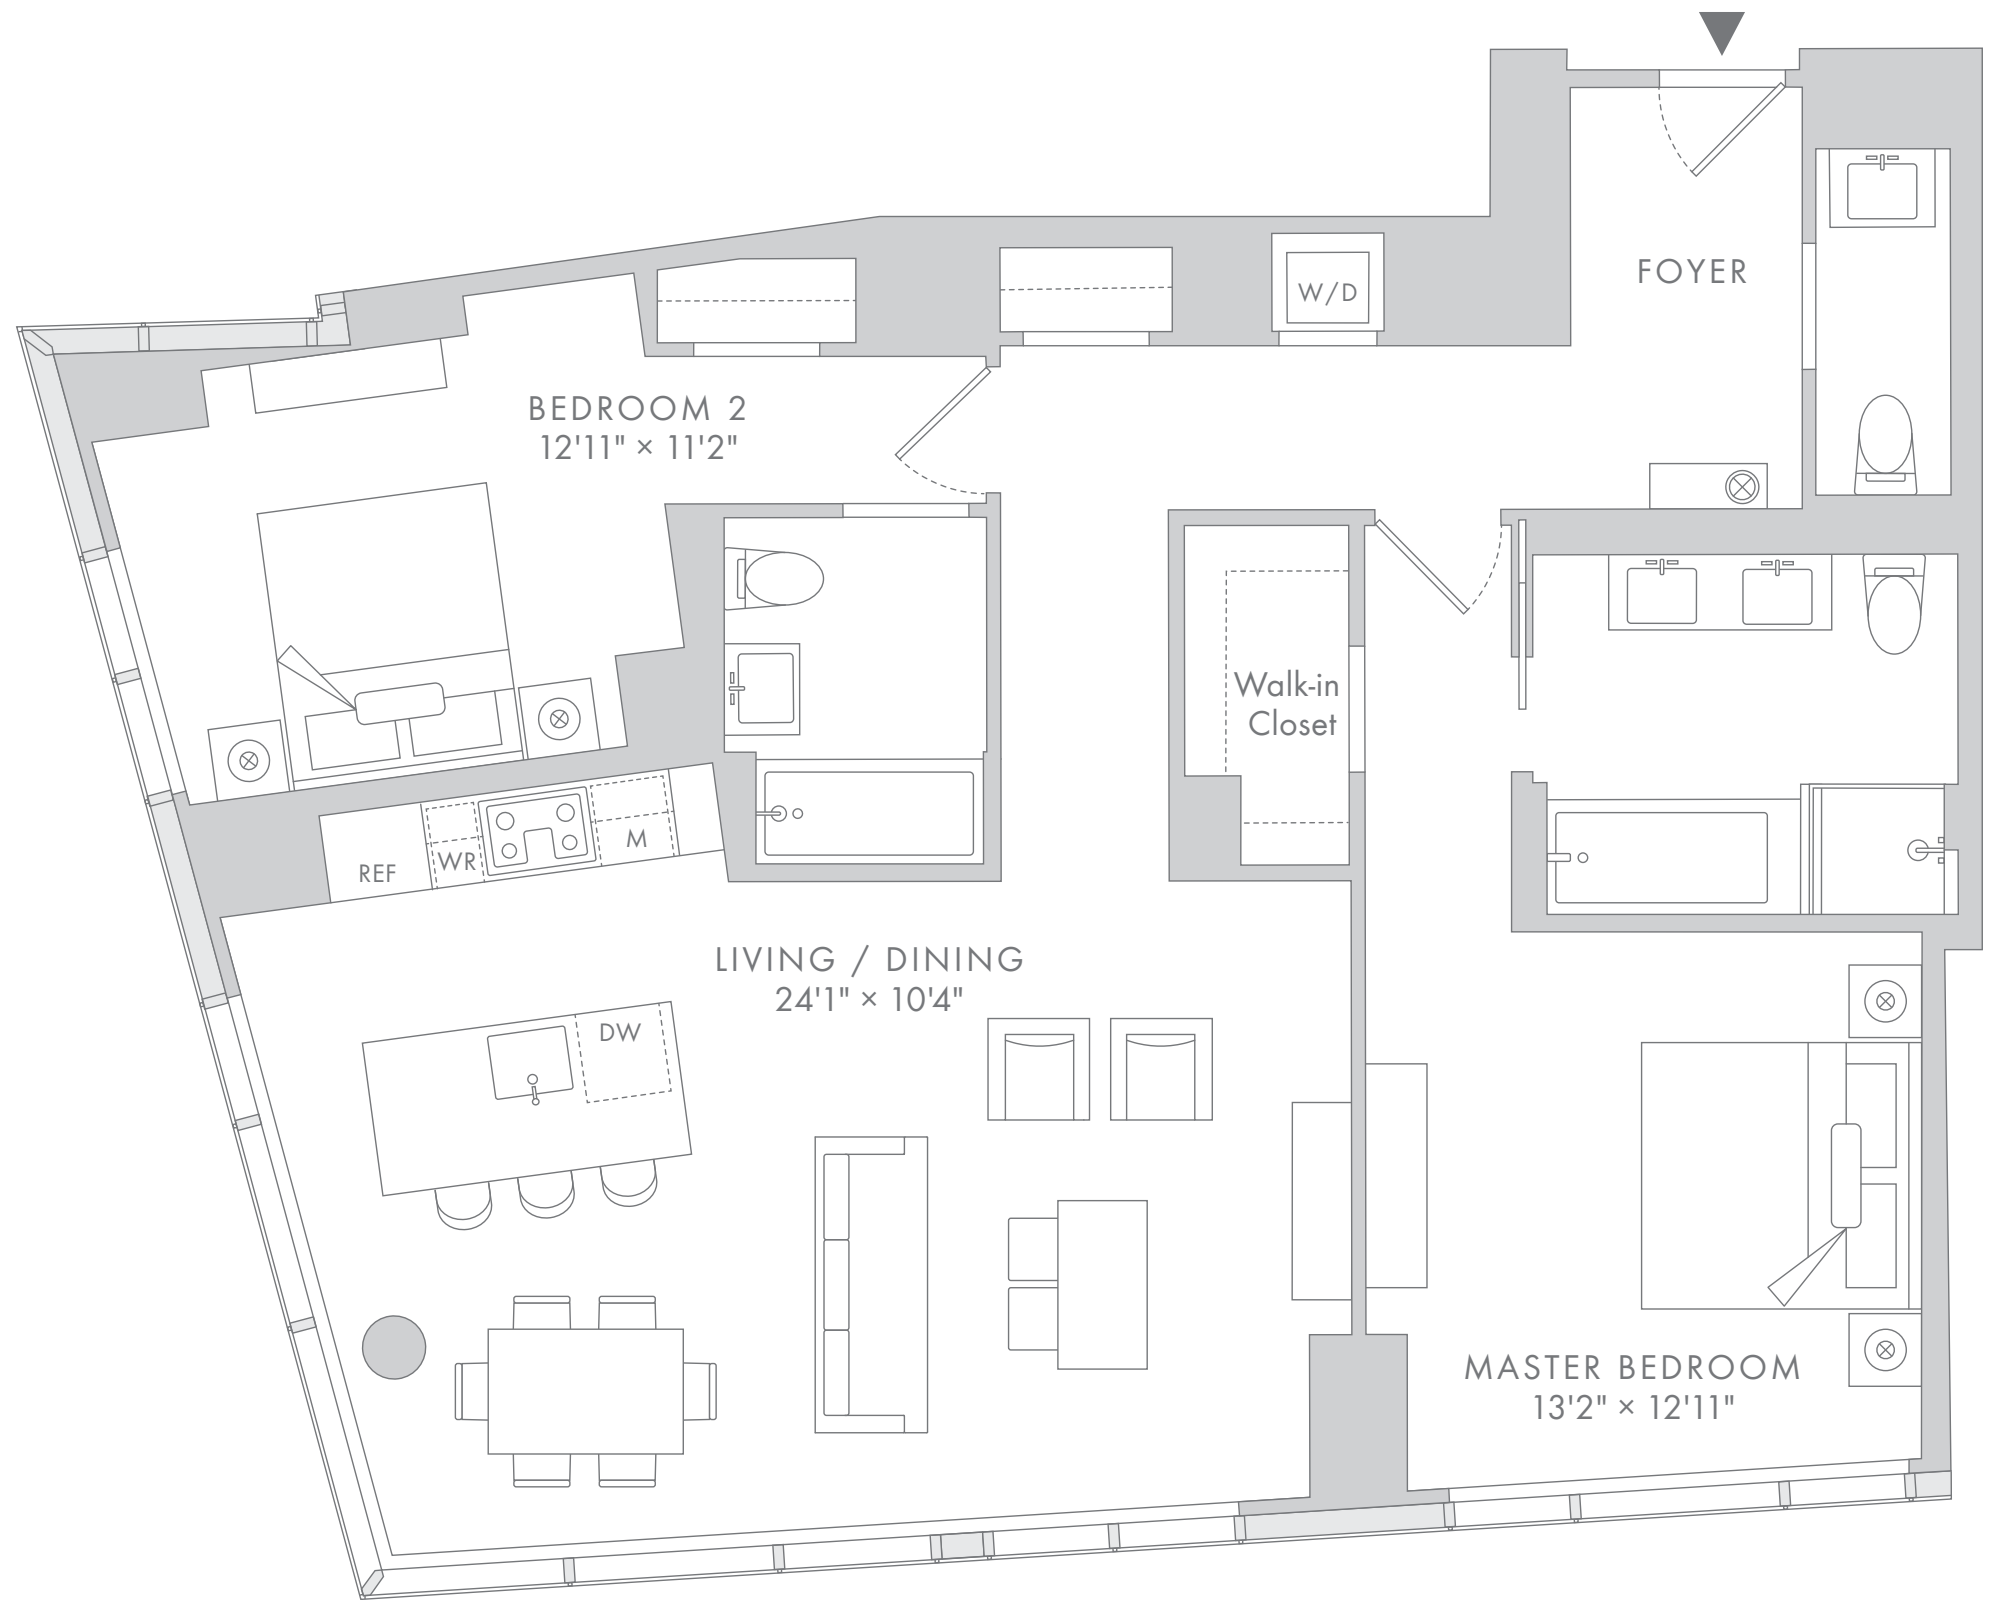 FOYER
W/D
BEDROOM 2
12'11" × 11'2"
Walk-in
Closet
REF
WR
M
LIVING / DINING
24'1" × 10'4"
DW
MASTER BEDROOM
13'2" × 12'11"